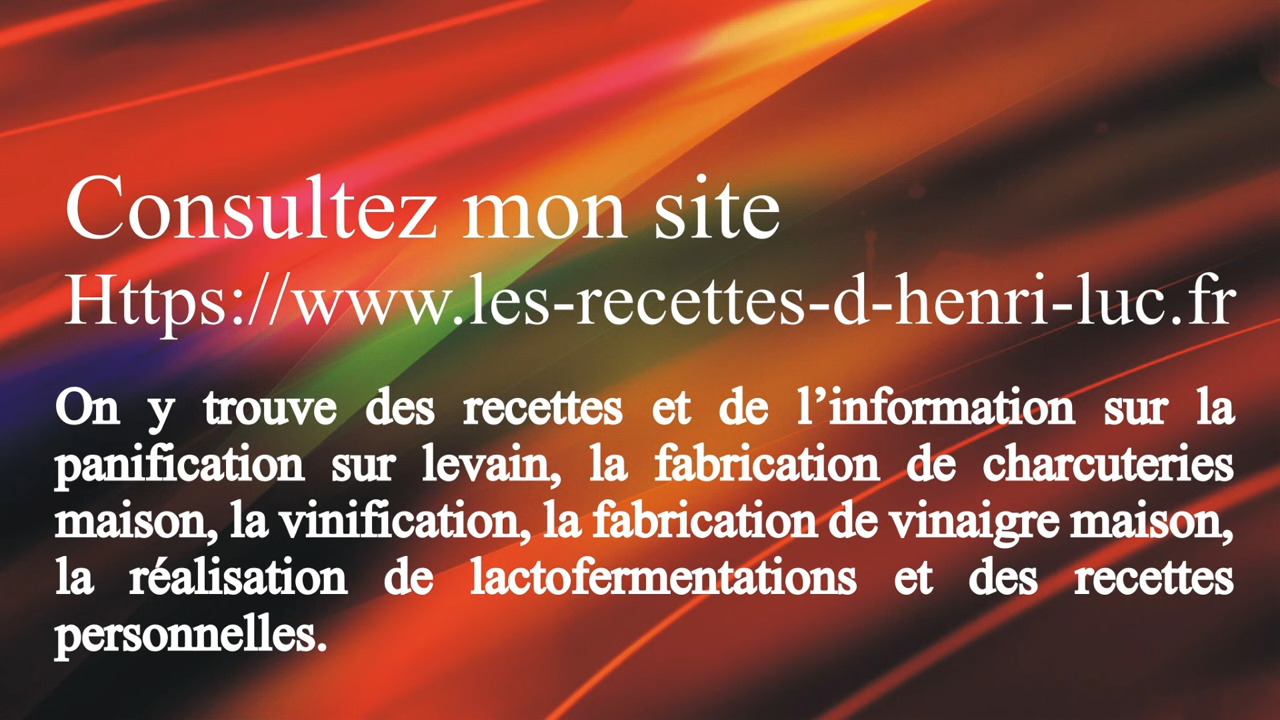 Consultez mon site
Https://www.les-recettes-d-henri-luc.fr
On y trouve des recettes et de l’information sur la
panification sur levain, la fabrication de charcuteries
maison, la vinification, la fabrication de vinaigre maison,
la réalisation de lactofermentations et des recettes
personnelles.